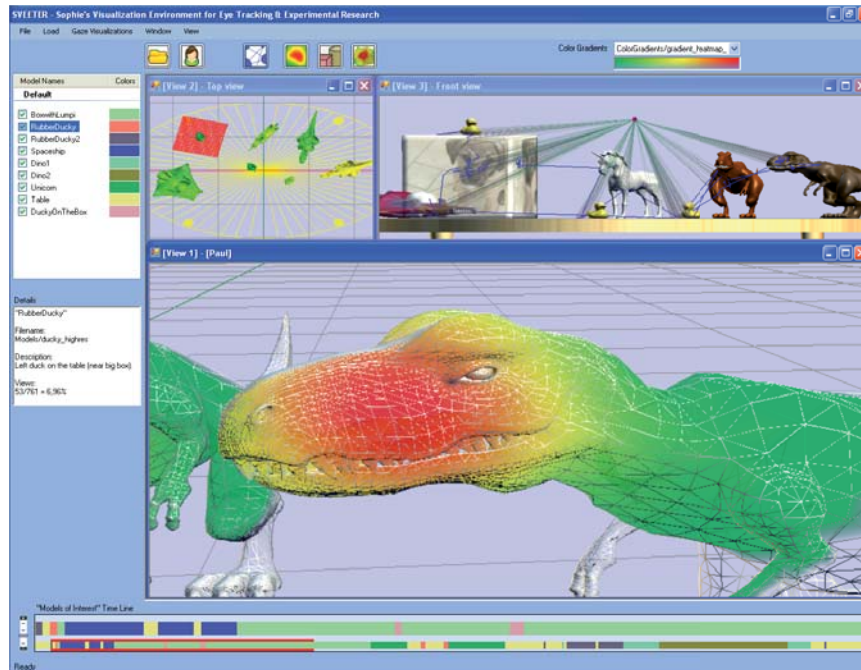 SVEETER - Sophie's Visualization Environment for Eye Tracking & Experimental Research
File Load Gaze Visualizations Window View
Color Gradients ColorGradients/gradient_heatmap_
Model Names Colors
Default
BoxwithLumpi
RubberDucky
RubberDucky2
Spaceship
Dino1
Dino2
Unicorn
Table
DuckyOnTheBox
[View 2] - Top view
[View 3] - Front view
[View 1] - [Paul]
Details
"RubberDucky"
Filename:
Models/ducky_highres
Description:
Left duck on the table (near big box)
Views:
53/761 = 6,96%
"Models of Interest" Time Line
Ready